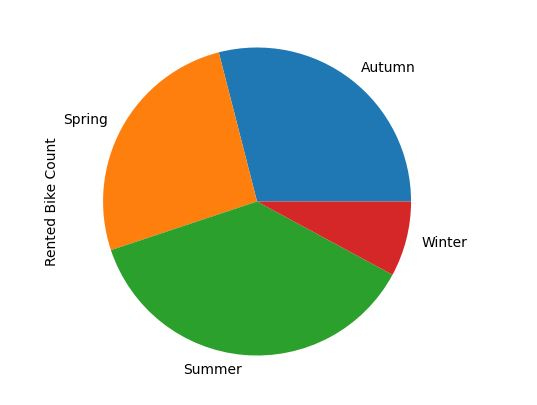 Autumn
Spring
Rented Bike Count
Winter
Summer